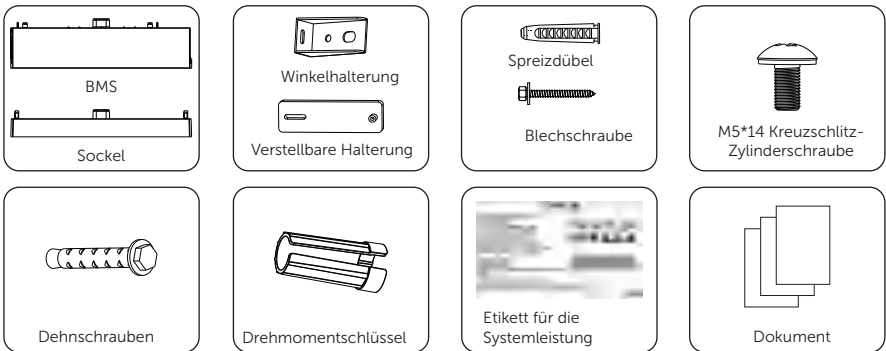 BMS
Sockel
Winkelhalterung
Verstellbare Halterung
Spreizdübel
Blechschraube
M5*14 Kreuzschlitz-
Zylinderschraube
Dehnschrauben
Drehmomentschlüssel
Etikett für die
Systemleistung
Dokument